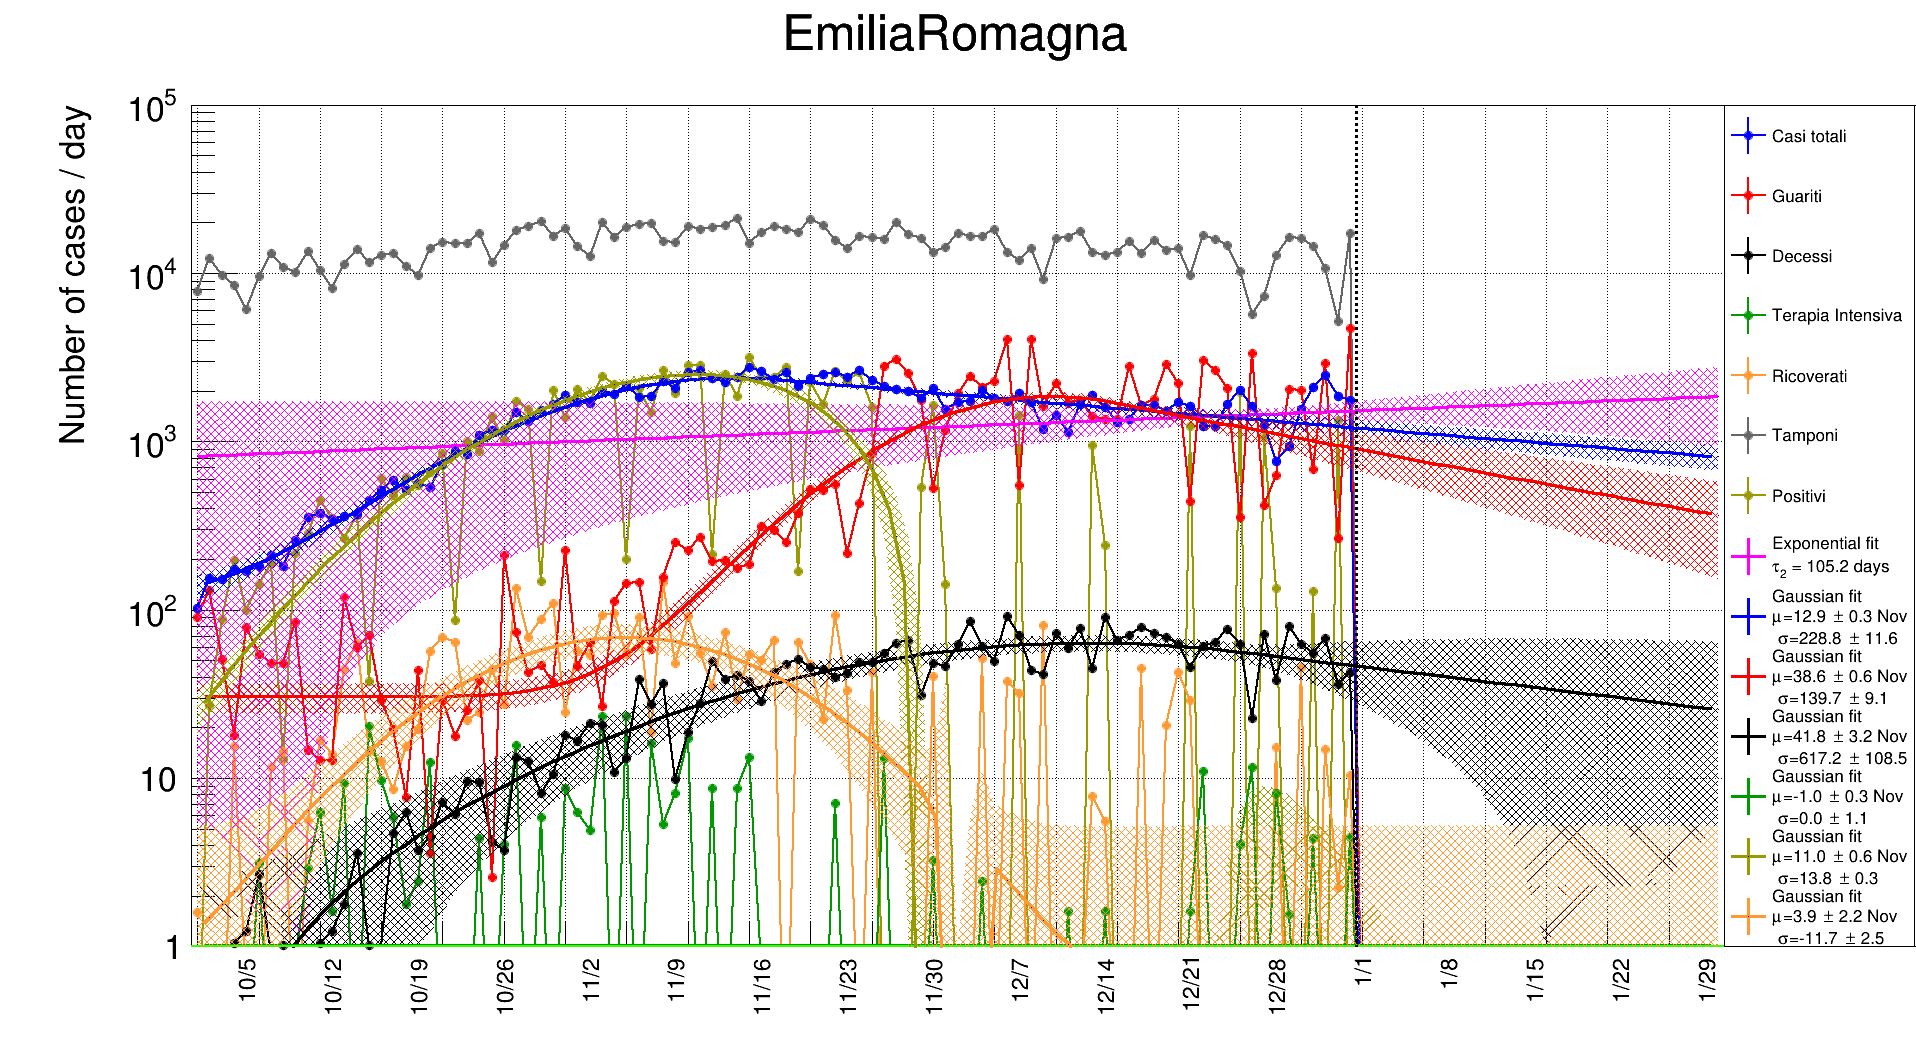 EmiliaRomagna
Number of cases / day
10^5
10^4
10^3
10^2
10
1
10/5
10/12
10/19
10/26
11/2
11/9
11/16
11/23
11/30
12/7
12/14
12/21
12/28
1/1
1/8
1/15
1/22
1/29
Casi totali
Guariti
Decessi
Terapia Intensiva
Ricoverati
Tamponi
Positivi
Exponential fit
τ₂ = 105.2 days
Gaussian fit
μ=12.9 ± 0.3 Nov
σ=228.8 ± 11.6
Gaussian fit
μ=38.6 ± 0.6 Nov
σ=139.7 ± 9.1
Gaussian fit
μ=41.8 ± 3.2 Nov
σ=617.2 ± 108.5
Gaussian fit
μ=-1.0 ± 0.3 Nov
σ=0.0 ± 1.1
Gaussian fit
μ=11.0 ± 0.6 Nov
σ=13.8 ± 0.3
Gaussian fit
μ=3.9 ± 2.2 Nov
σ=-11.7 ± 2.5